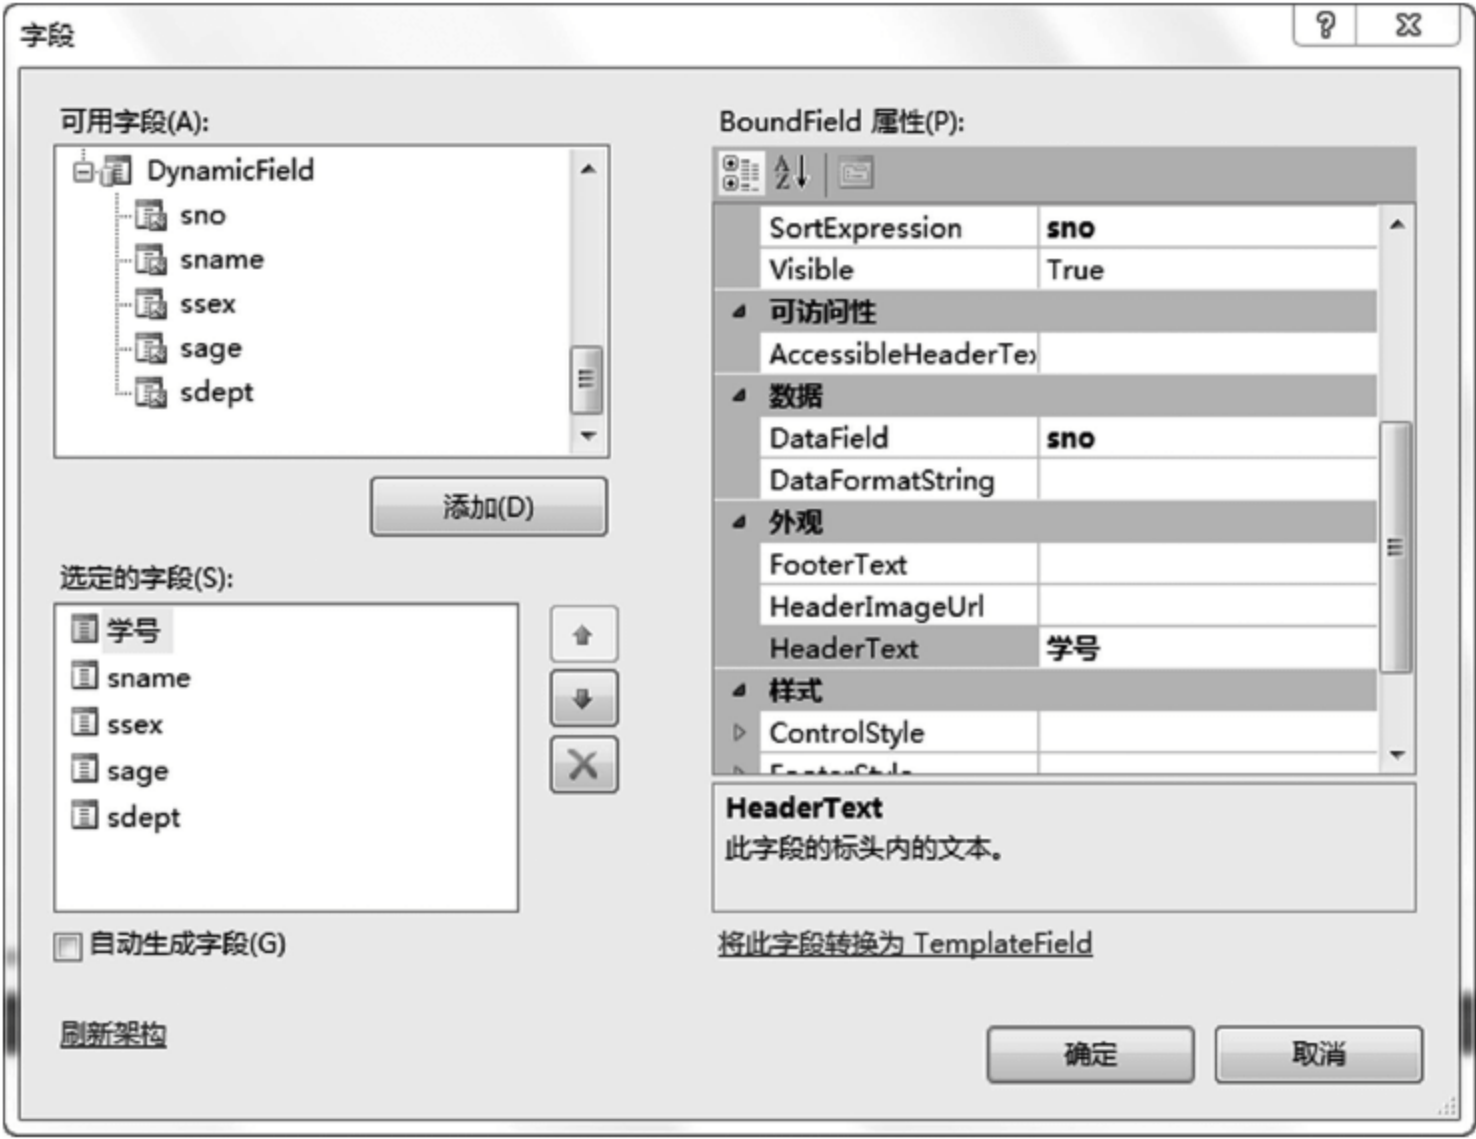 字段
可用字段(A):
DynamicField
sno
sname
ssex
sage
sdept
添加(D)
选定的字段(S):
学号
sname
ssex
sage
sdept
自动生成字段(G)
刷新架构
BoundField 属性(P):
SortExpression sno
Visible True
可访问性
AccessibleHeaderTex
数据
DataField sno
DataFormatString
外观
FooterText
HeaderImageUrl
HeaderText 学号
样式
ControlStyle
FooterStyle
HeaderText
此字段的标头内的文本。
将此字段转换为 TemplateField
确定 取消